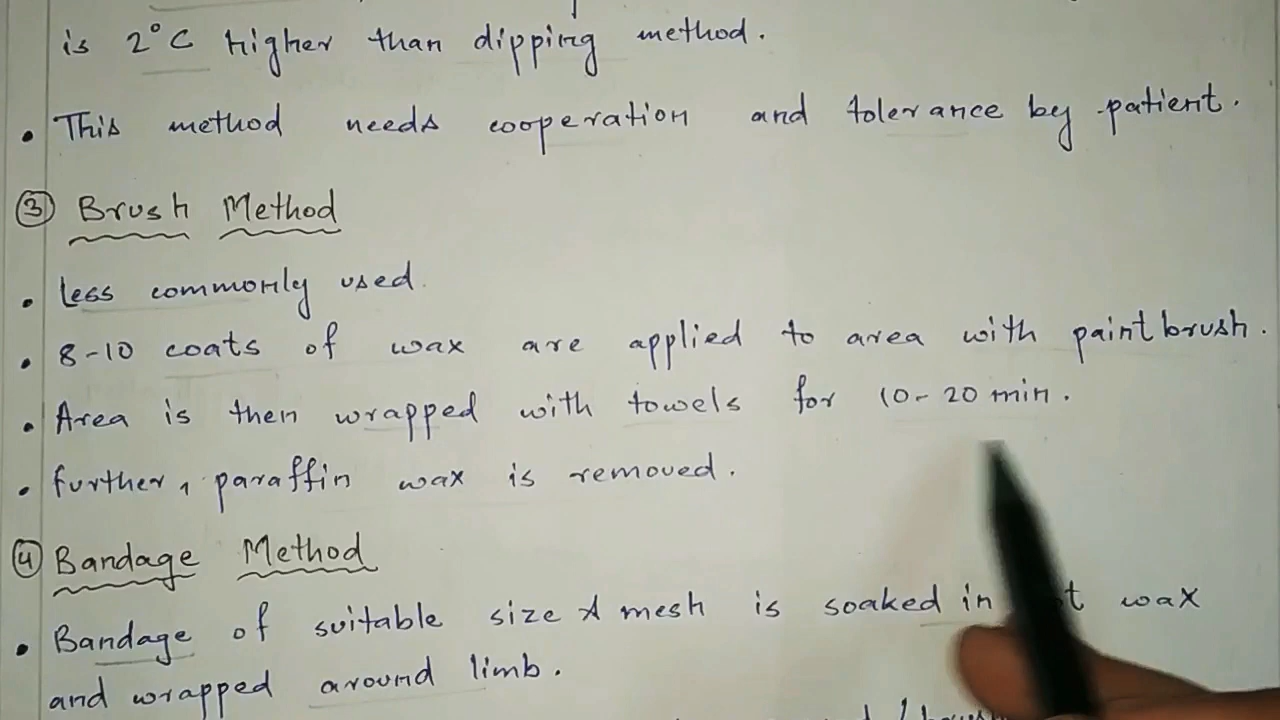 is 2°C higher than dipping method.
• This method needs cooperation and tolerance by patient.
③ Brush Method
• Less commonly used.
• 8-10 coats of wax are applied to area with paintbrush.
• Area is then wrapped with towels for 10-20 min.
• further, paraffin wax is removed.
④ Bandage Method
• Bandage of suitable size & mesh is soaked in wax
and wrapped around limb.